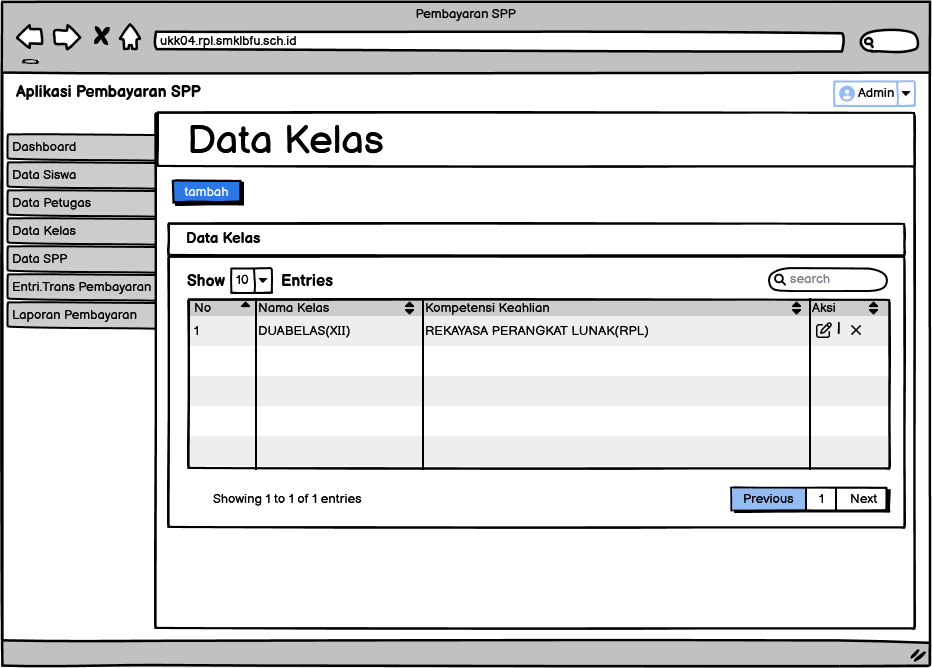 Pembayaran SPP
ukk04.rpl.smklbfu.sch.id
Aplikasi Pembayaran SPP
Admin
Data Kelas
Dashboard
Data Siswa
Data Petugas
Data Kelas
Data SPP
Entri.Trans Pembayaran
Laporan Pembayaran
tambah
Data Kelas
Show 10 Entries
search
No Nama Kelas Kompetensi Keahlian Aksi
1 DUABELAS(XII) REKAYASA PERANGKAT LUNAK(RPL) |
Showing 1 to 1 of 1 entries
Previous 1 Next